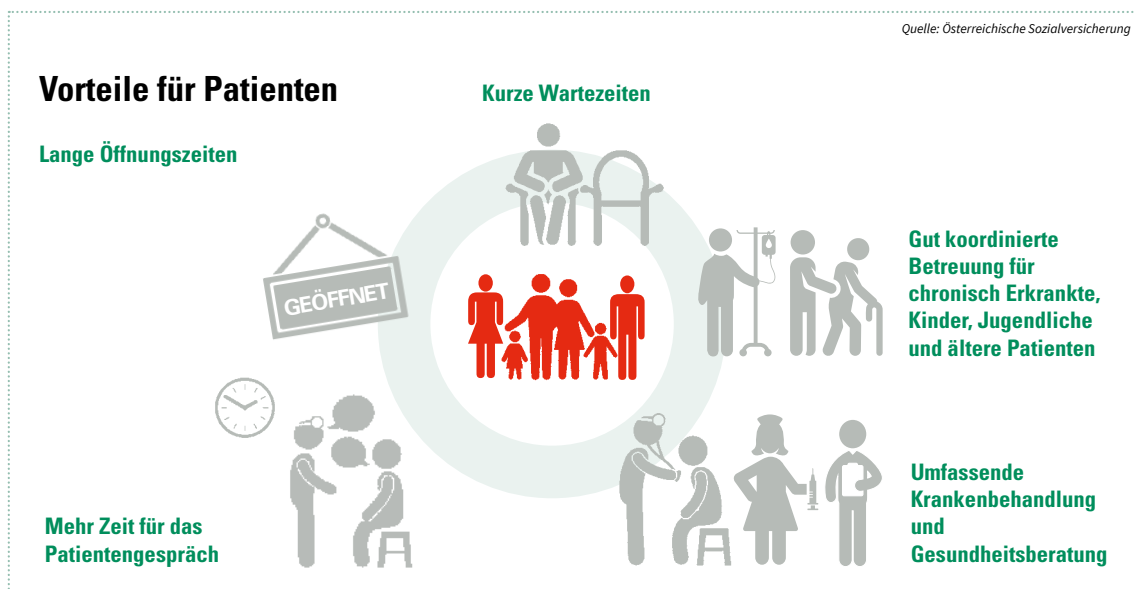 Quelle: Österreichische Sozialversicherung
Vorteile für Patienten
Kurze Wartezeiten
Lange Öffnungszeiten
GEÖFFNET
Gut koordinierte
Betreuung für
chronisch Erkrankte,
Kinder, Jugendliche
und ältere Patienten
Mehr Zeit für das
Patientengespräch
Umfassende
Krankenbehandlung
und
Gesundheitsberatung